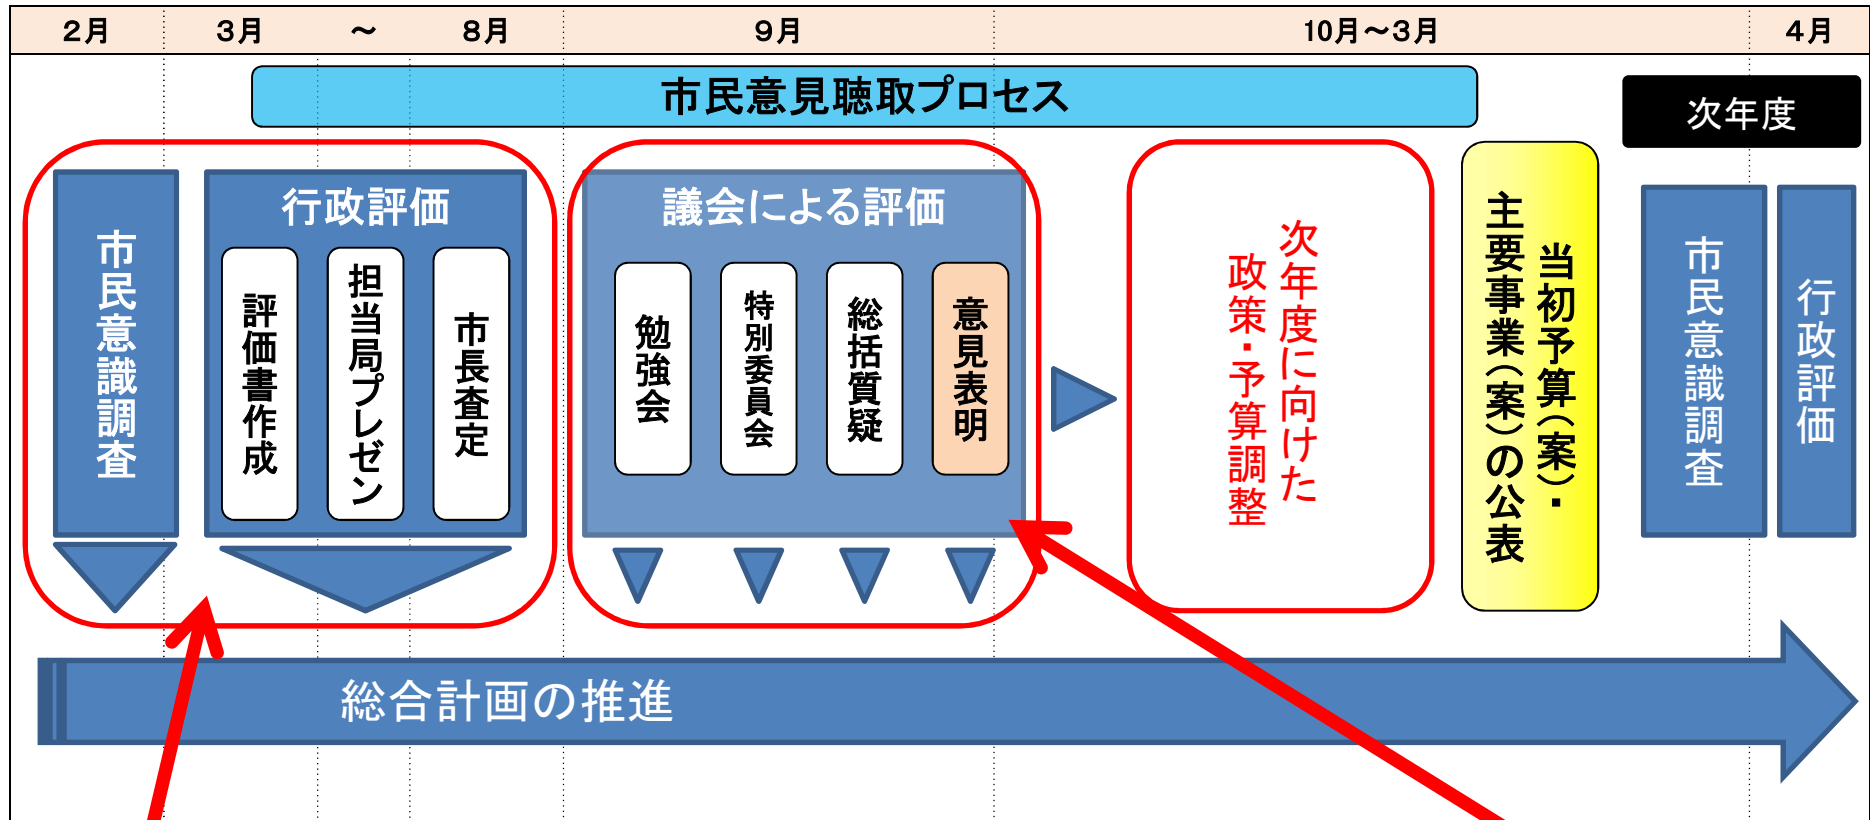 2月
3月
～
8月
9月
10月～3月
4月
市民意見聴取プロセス
次年度
市民意識調査
行政評価
評価書作成
担当局プレゼン
市長査定
議会による評価
勉強会
特別委員会
総括質疑
意見表明
次年度に向けた
政策・予算調整
当初予算（案）・
主要事業（案）の公表
市民意識調査
行政評価
総合計画の推進